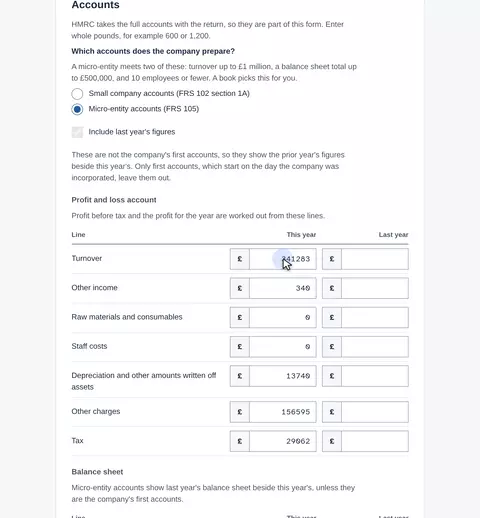 Accounts
HMRC takes the full accounts with the return, so they are part of this form. Enter
whole pounds, for example 600 or 1,200.
Which accounts does the company prepare?
A micro-entity meets two of these: turnover up to £1 million, a balance sheet total up
to £500,000, and 10 employees or fewer. A book picks this for you.
Small company accounts (FRS 102 section 1A)
Micro-entity accounts (FRS 105)
Include last year's figures
These are not the company's first accounts, so they show the prior year's figures
beside this year's. Only first accounts, which start on the day the company was
incorporated, leave them out.
Profit and loss account
Profit before tax and the profit for the year are worked out from these lines.
Line This year Last year
Turnover £ 341283 £
Other income £ 340 £
Raw materials and consumables £ 0 £
Staff costs £ 0 £
Depreciation and other amounts written off
assets £ 13740 £
Other charges £ 156595 £
Tax £ 29062 £
Balance sheet
Micro-entity accounts show last year's balance sheet beside this year's, unless they
are the company's first accounts.
Line This year Last year